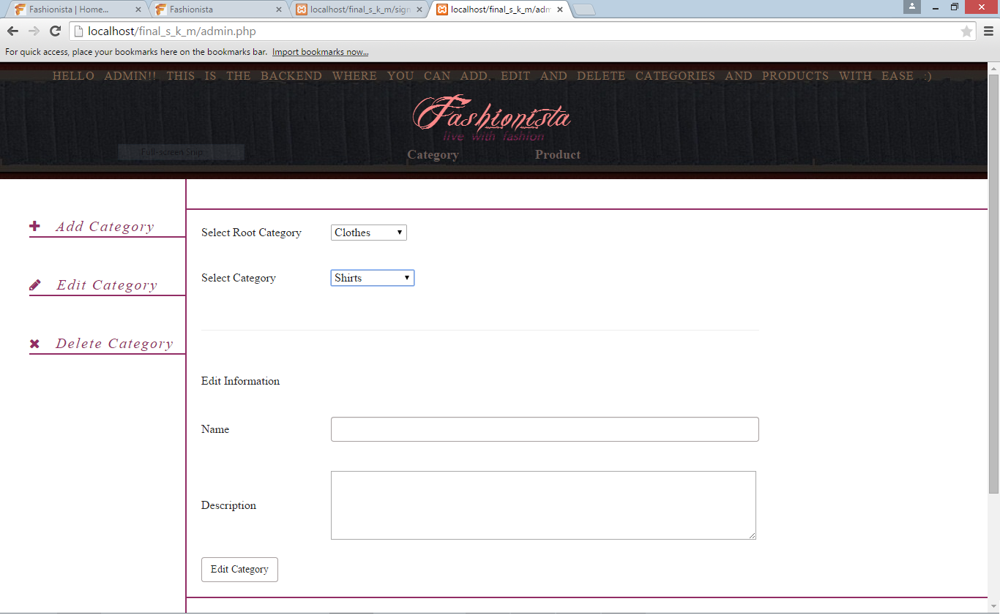 Fashionista | Home...
Fashionista
localhost/final_s_k_m/sign
localhost/final_s_k_m/adm
localhost/final_s_k_m/admin.php
For quick access, place your bookmarks here on the bookmarks bar. Import bookmarks now...
HELLO ADMIN!! THIS IS THE BACKEND WHERE YOU CAN ADD, EDIT AND DELETE CATEGORIES AND PRODUCTS WITH EASE :)
Fashionista
live with fashion
Full-screen Snip
Category Product
Add Category
Edit Category
Delete Category
Select Root Category Clothes
Select Category Shirts
Edit Information
Name
Description
Edit Category